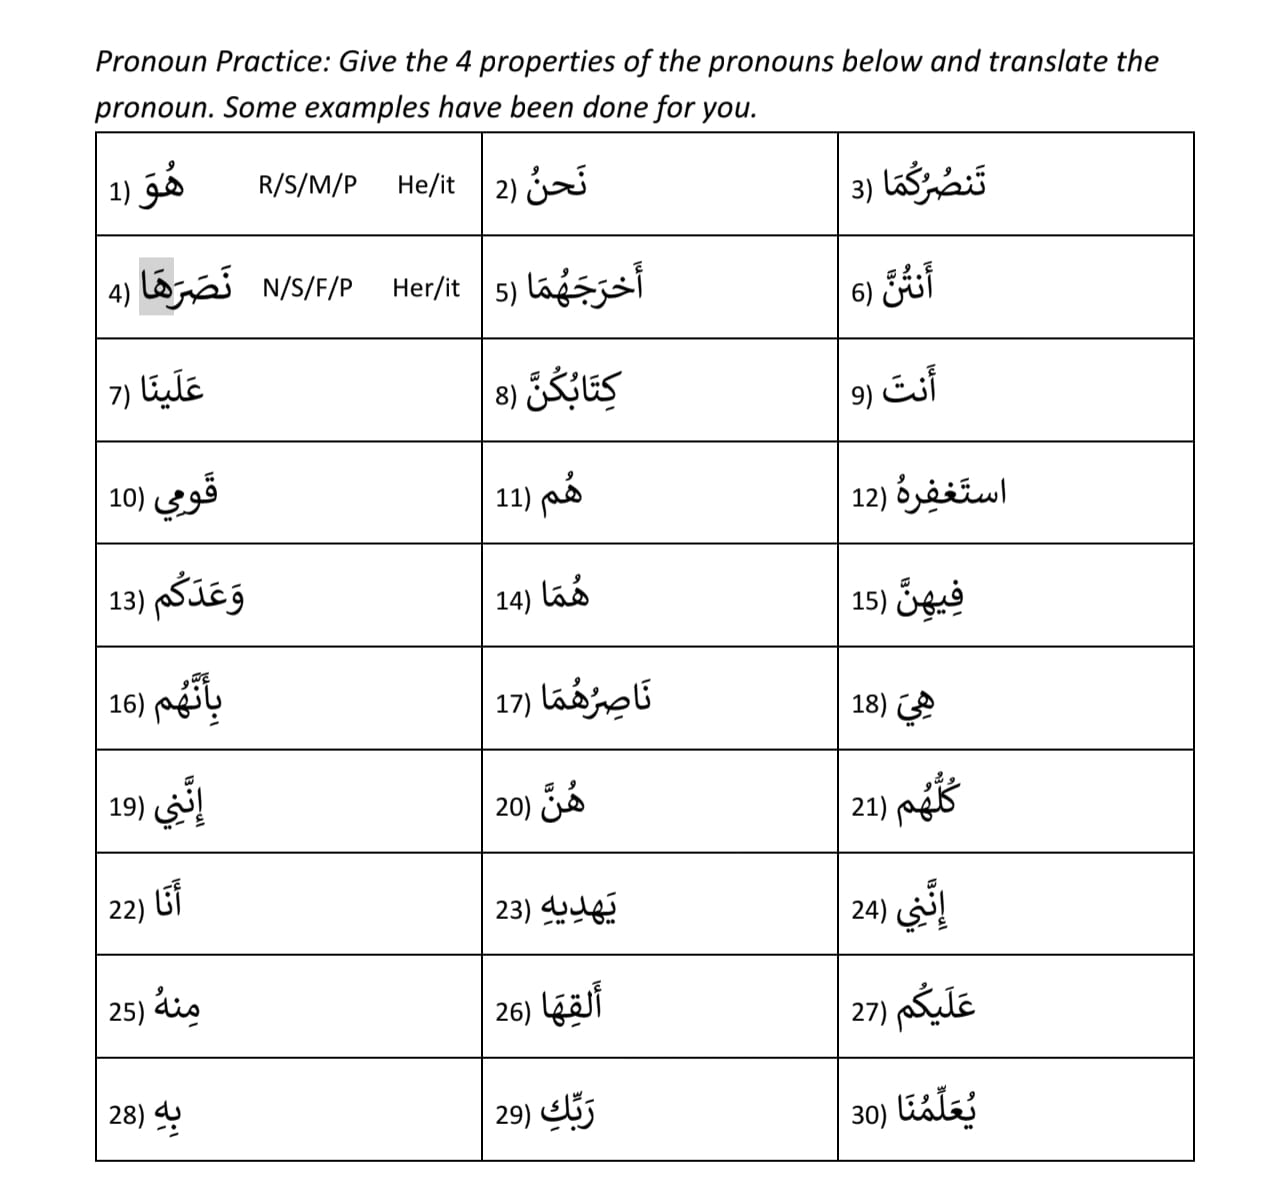 Pronoun Practice: Give the 4 properties of the pronouns below and translate the
pronoun. Some examples have been done for you.
1) هُوَ R/S/M/P He/it
2) نَحنُ
3) تَنصُرُكُمَا
4) نَصَرَهَا N/S/F/P Her/it
5) أَخرَجَهُمَا
6) أَنتُنَّ
7) عَلَينَا
8) كِتَابُكُنَّ
9) أَنتَ
10) قَومِي
11) هُم
12) استَغفِرهُ
13) وَعَدَكُم
14) هُمَا
15) فِيهِنَّ
16) بِأَنَّهُم
17) نَاصِرُهُمَا
18) هِيَ
19) إِنَّنِي
20) هُنَّ
21) كُلُّهُم
22) أَنَا
23) يَهدِيهِ
24) إِنَّنِي
25) مِنهُ
26) أَلقِهَا
27) عَلَيكُم
28) بِهِ
29) رَبِّكِ
30) يُعَلِّمُنَا